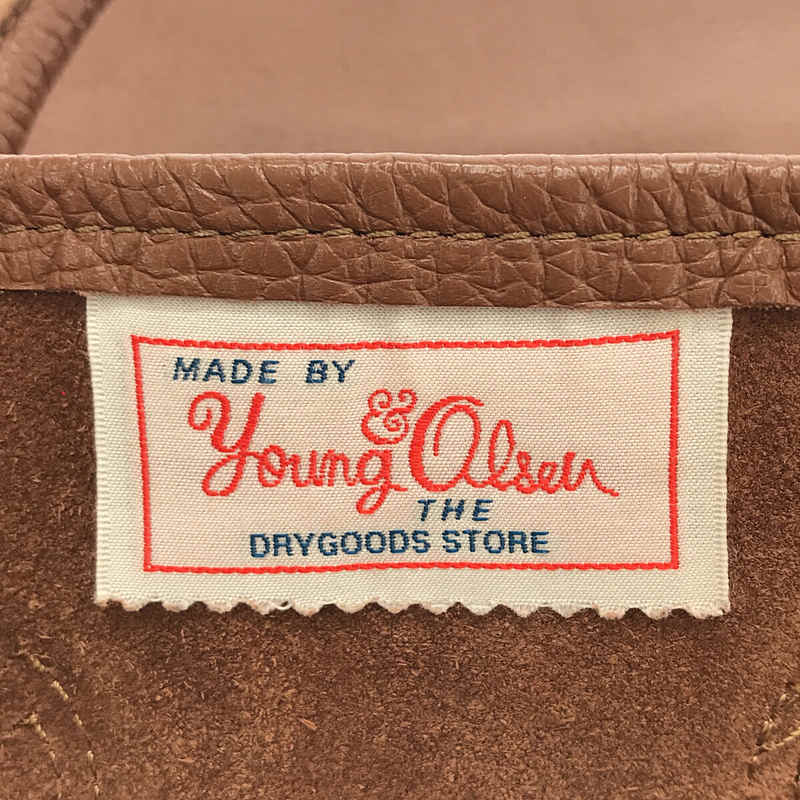 MADE BY
Young & Olsen
THE
DRYGOODS STORE